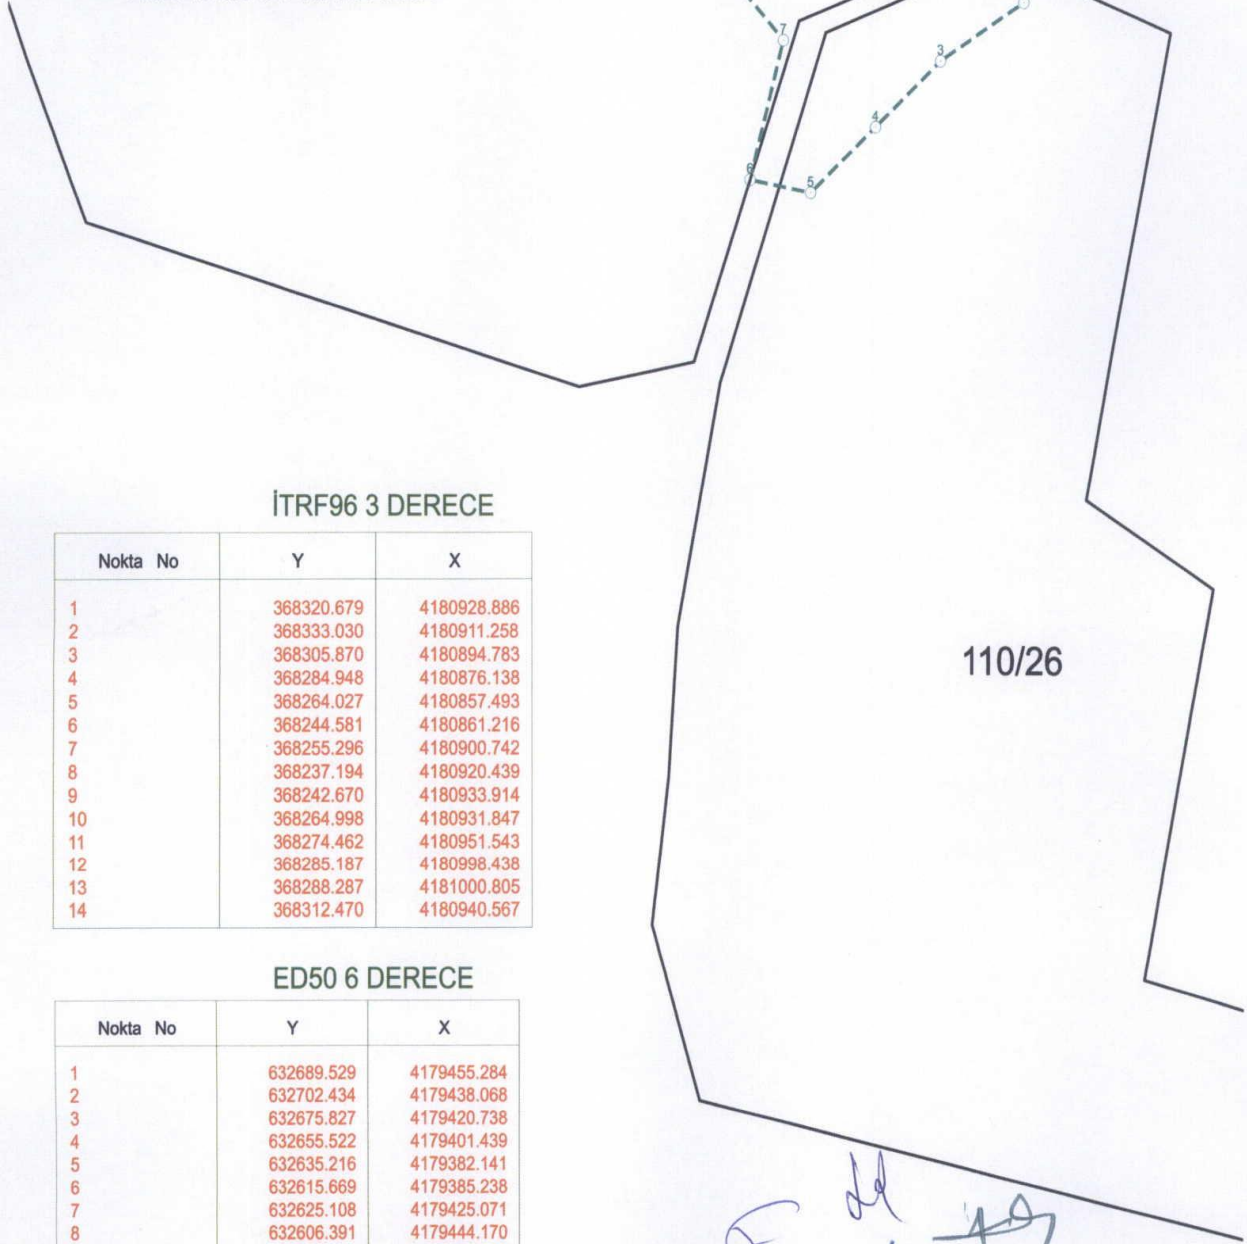 7
3
4
6
5
İTRF96 3 DERECE
Nokta No Y X
1 368320.679 4180928.886
2 368333.030 4180911.258
3 368305.870 4180894.783
4 368284.948 4180876.138
5 368264.027 4180857.493
6 368244.581 4180861.216
7 368255.296 4180900.742
8 368237.194 4180920.439
9 368242.670 4180933.914
10 368264.998 4180931.847
11 368274.462 4180951.543
12 368285.187 4180998.438
13 368288.287 4181000.805
14 368312.470 4180940.567
110/26
ED50 6 DERECE
Nokta No Y X
1 632689.529 4179455.284
2 632702.434 4179438.068
3 632675.827 4179420.738
4 632655.522 4179401.439
5 632635.216 4179382.141
6 632615.669 4179385.238
7 632625.108 4179425.071
8 632606.391 4179444.170